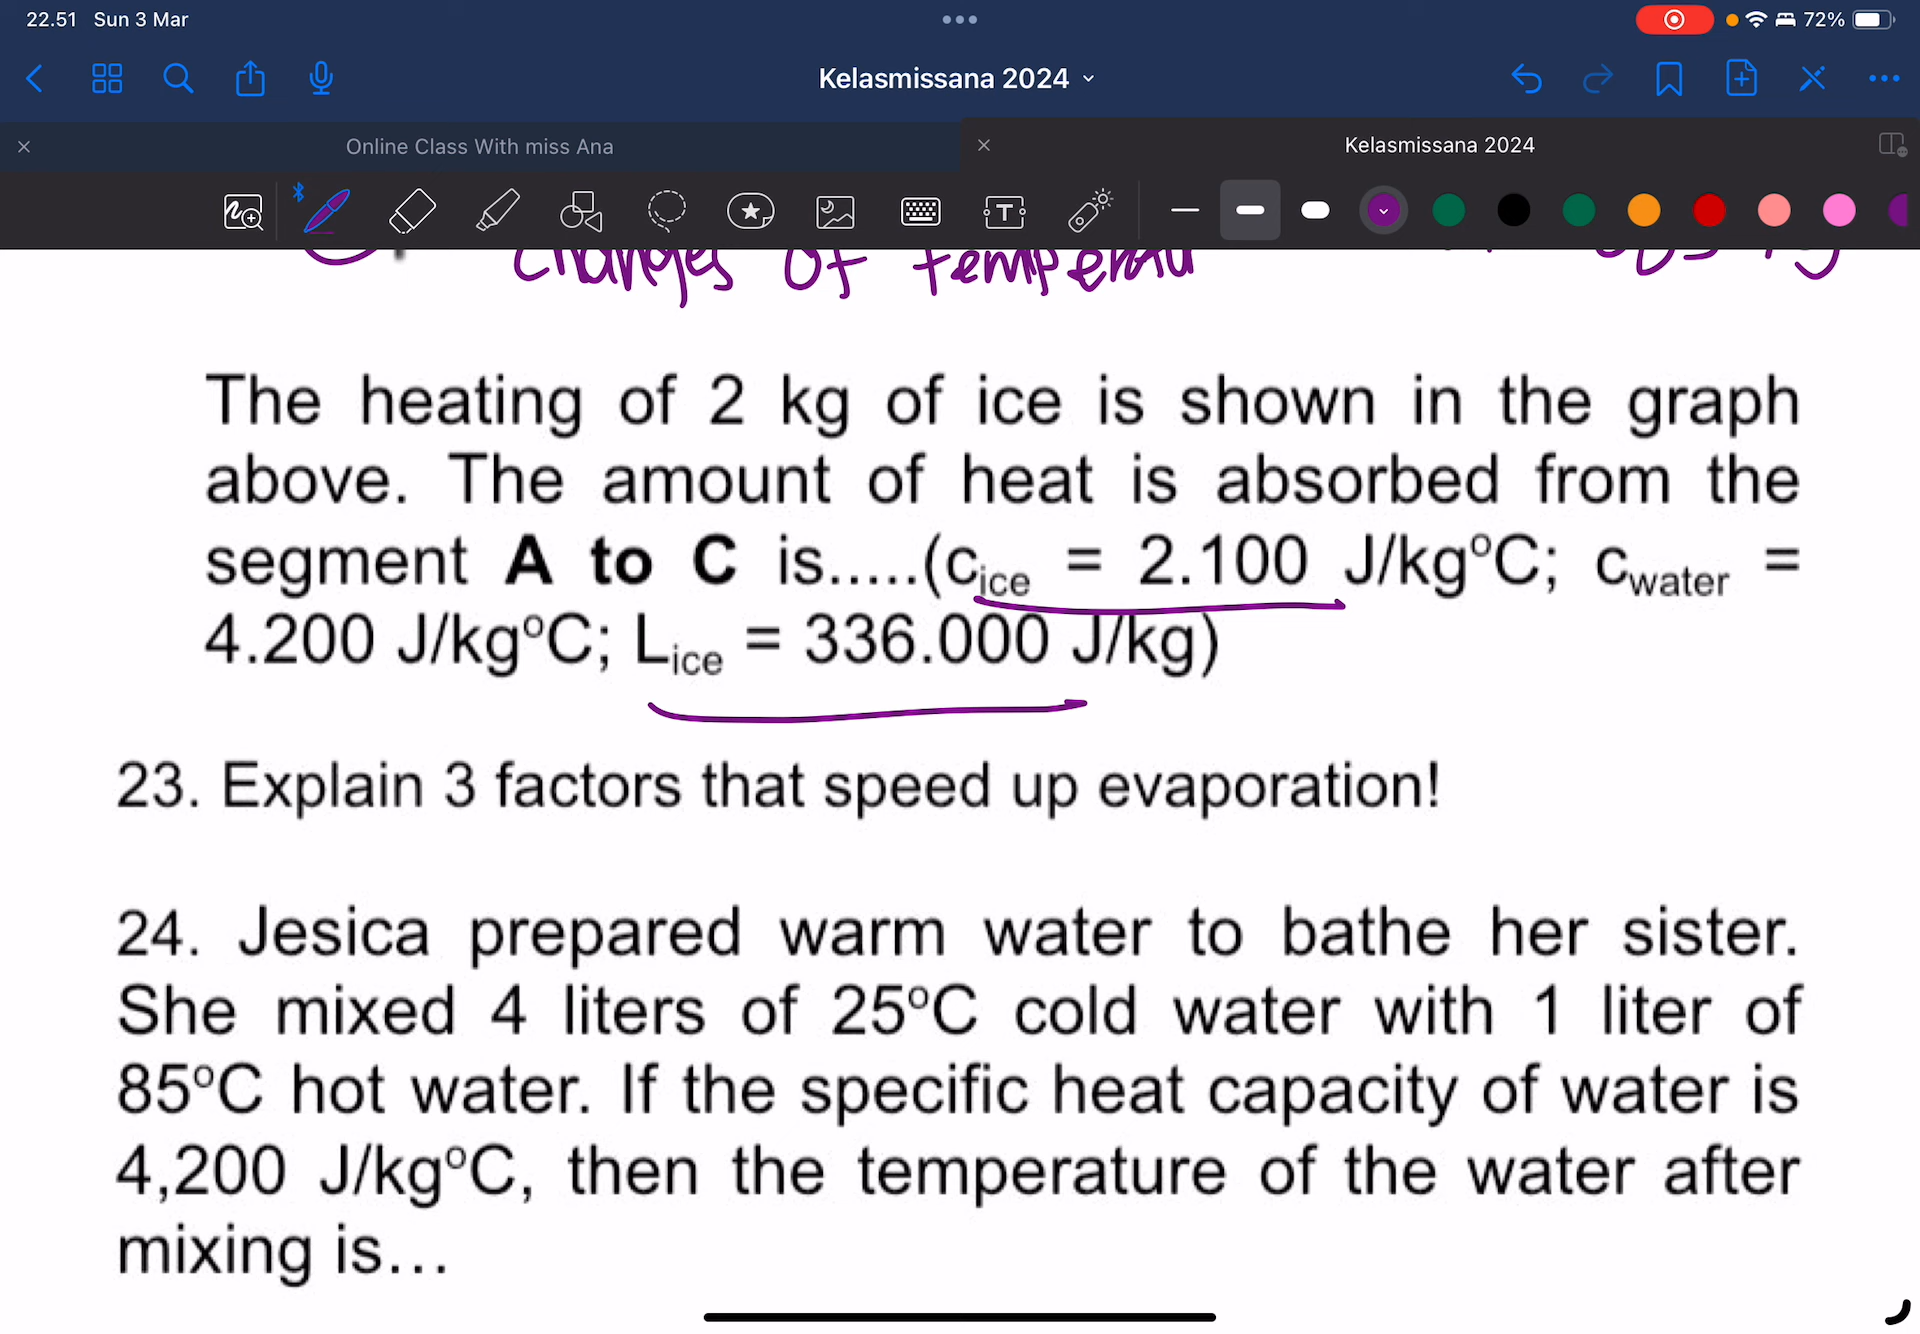 22.51 Sun 3 Mar
72%
Kelasmissana 2024
Online Class With miss Ana
Kelasmissana 2024
T
changes of temperatu
The heating of 2 kg of ice is shown in the graph
above. The amount of heat is absorbed from the
segment A to C is.....(cice = 2.100 J/kgºC; cwater =
4.200 J/kgºC; Lice = 336.000 J/kg)
23. Explain 3 factors that speed up evaporation!
24. Jesica prepared warm water to bathe her sister.
She mixed 4 liters of 25ºC cold water with 1 liter of
85ºC hot water. If the specific heat capacity of water is
4,200 J/kgºC, then the temperature of the water after
mixing is...